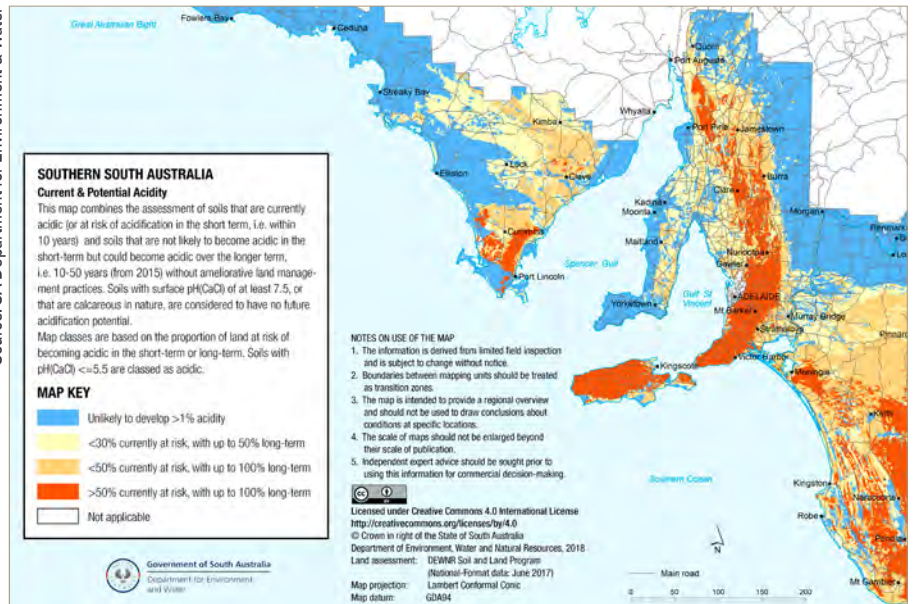 Great Australian Bight
Fowlers Bay
Ceduna
Streaky Bay
Kimba
Whyalla
Quorn
Port Augusta
Port Pirie
Jamestown
Lock
Elliston
Cleve
Cummins
Port Lincoln
Spencer Gulf
Kadina
Moonta
Maitland
Yorketown
Gulf St
Vincent
Clare
Burra
Morgan
Renmark
Lo
Nuriootpa
Gawler
ADELAIDE
Mt Barker
Murray Bridge
Pinnaro
Strathalbyn
Victor Harbor
Kingscote
Meningie
Keith
Southern Ocean
Kingston
Naracoorte
Robe
Penola
Mt Gambier
SOUTHERN SOUTH AUSTRALIA
Current & Potential Acidity
This map combines the assessment of soils that are currently
acidic (or at risk of acidification in the short term, i.e. within
10 years) and soils that are not likely to become acidic in the
short-term but could become acidic over the longer term,
i.e. 10-50 years (from 2015) without ameliorative land manage-
ment practices. Soils with surface pH(CaCl) of at least 7.5, or
that are calcareous in nature, are considered to have no future
acidification potential.
Map classes are based on the proportion of land at risk of
becoming acidic in the short-term or long-term. Soils with
pH(CaCl) <=5.5 are classed as acidic.
MAP KEY
Unlikely to develop >1% acidity
<30% currently at risk, with up to 50% long-term
<50% currently at risk, with up to 100% long-term
>50% currently at risk, with up to 100% long-term
Not applicable
Government of South Australia
Department for Environment
and Water
NOTES ON USE OF THE MAP
1. The information is derived from limited field inspection
and is subject to change without notice.
2. Boundaries between mapping units should be treated
as transition zones.
3. The map is intended to provide a regional overview
and should not be used to draw conclusions about
conditions at specific locations.
4. The scale of maps should not be enlarged beyond
their scale of publication.
5. Independent expert advice should be sought prior to
using this information for commercial decision-making.
cc
BY
Licensed under Creative Commons 4.0 International License
http://creativecommons.org/licenses/by/4.0
© Crown in right of the State of South Australia
Department of Environment, Water and Natural Resources, 2018
Land assessment: DEWNR Soil and Land Program
(National-Format data: June 2017)
Map projection: Lambert Conformal Conic
Map datum: GDA94
N
Main road
0 50 100 150 200